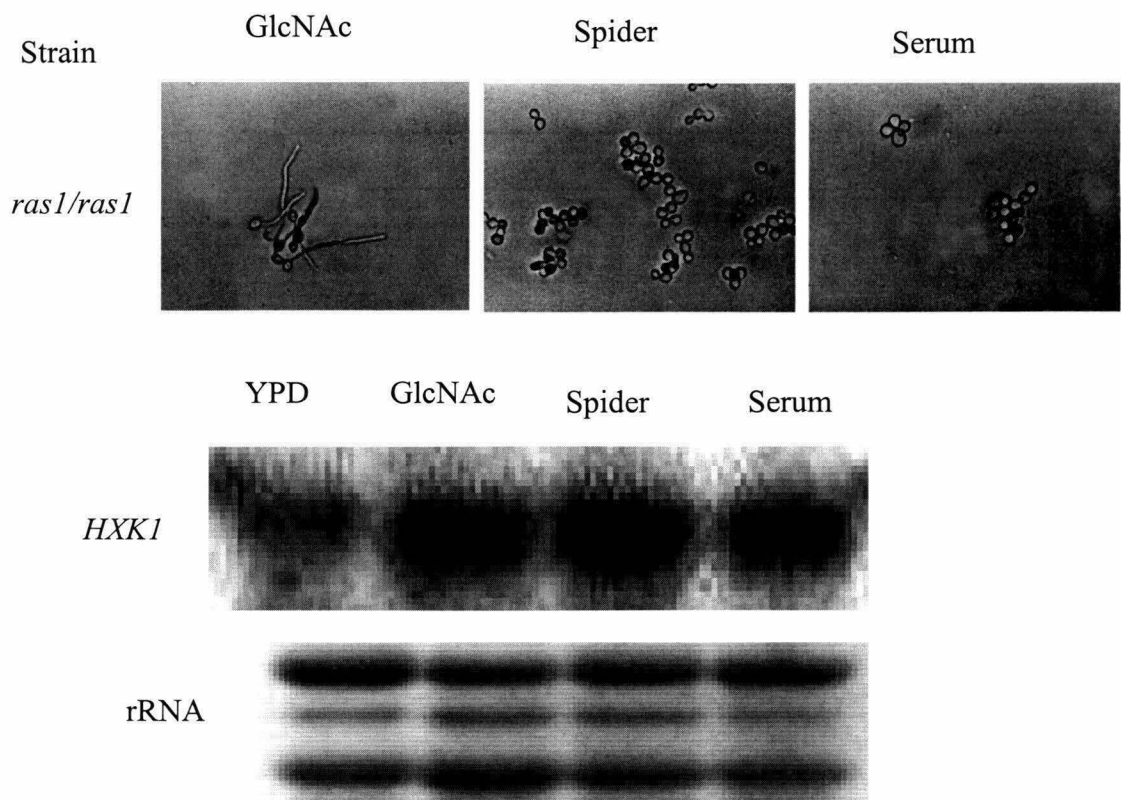 GlcNAc
Spider
Serum
Strain
ras1/ras1
YPD
GlcNAc
Spider
Serum
HXK1
rRNA